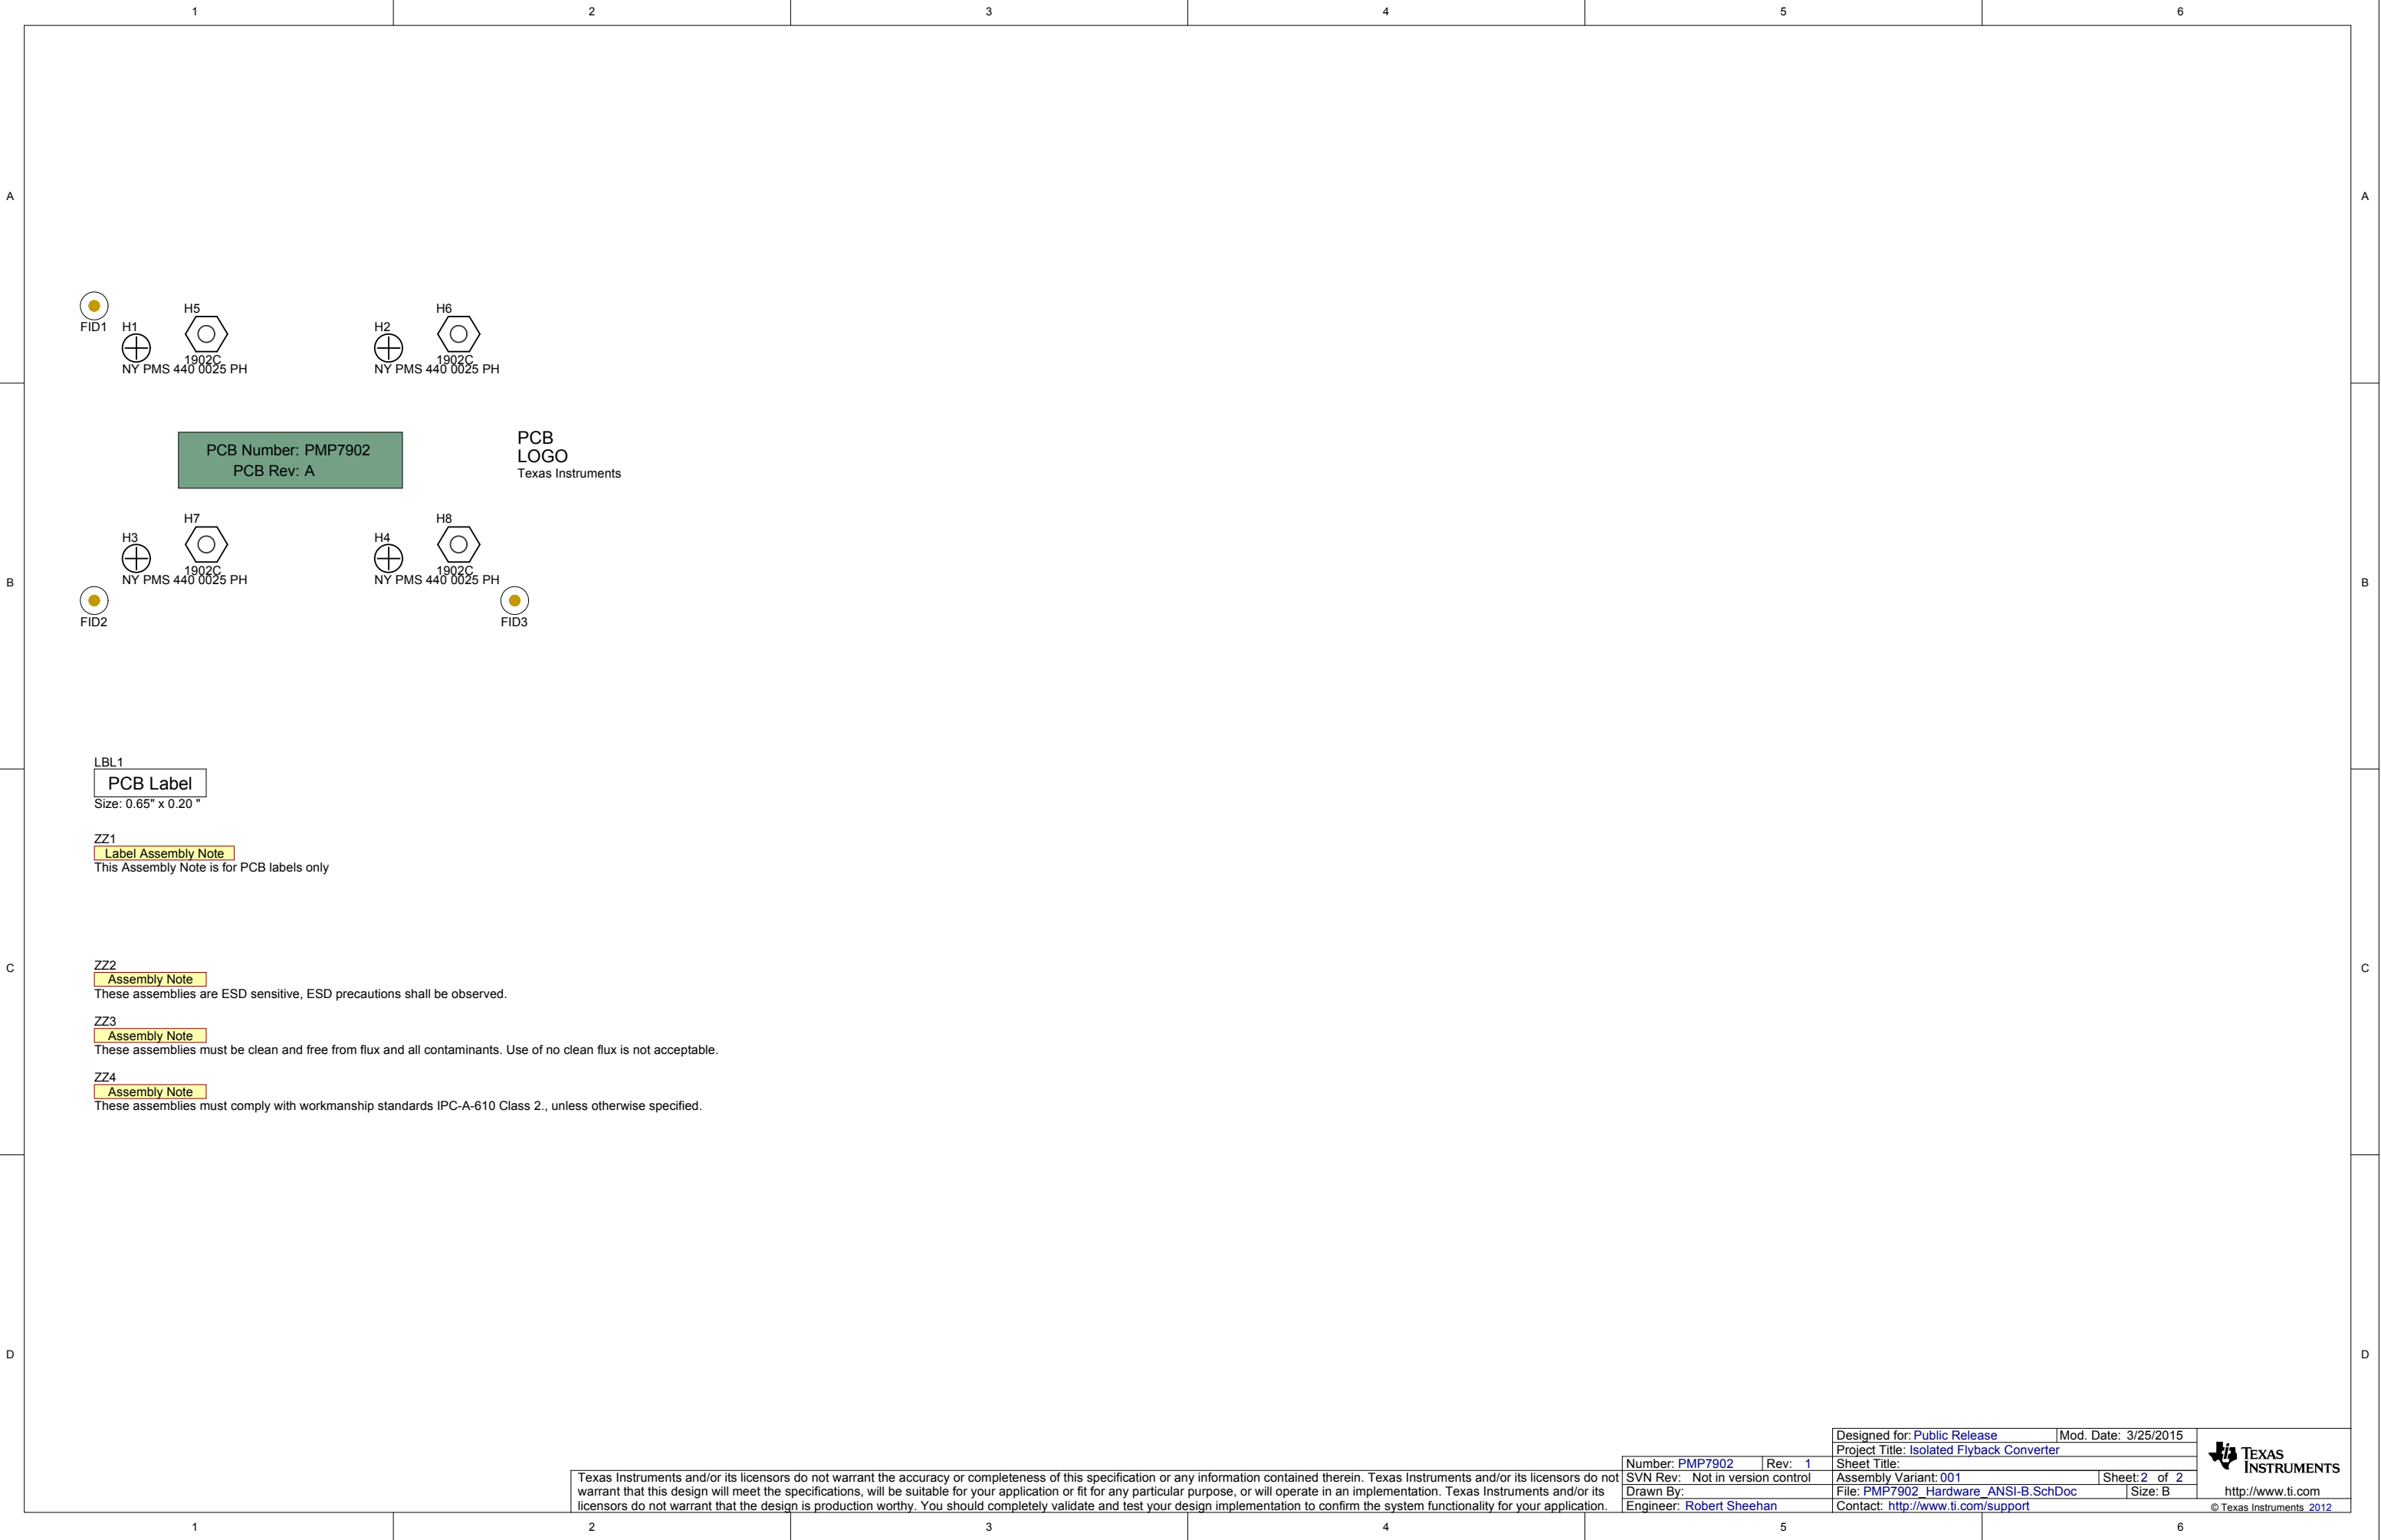 1 2 3 4 5 6
A A
FID1
H1
H5
1902C
NY PMS 440 0025 PH
H2
H6
1902C
NY PMS 440 0025 PH
PCB Number: PMP7902
PCB Rev: A
PCB
LOGO
Texas Instruments
H3
H7
1902C
NY PMS 440 0025 PH
H4
H8
1902C
NY PMS 440 0025 PH
B B
FID2
FID3
LBL1
PCB Label
Size: 0.65" x 0.20 "
ZZ1
Label Assembly Note
This Assembly Note is for PCB labels only
C C
ZZ2
Assembly Note
These assemblies are ESD sensitive, ESD precautions shall be observed.
ZZ3
Assembly Note
These assemblies must be clean and free from flux and all contaminants. Use of no clean flux is not acceptable.
ZZ4
Assembly Note
These assemblies must comply with workmanship standards IPC-A-610 Class 2., unless otherwise specified.
D D
Texas Instruments and/or its licensors do not warrant the accuracy or completeness of this specification or any information contained therein. Texas Instruments and/or its licensors do not
warrant that this design will meet the specifications, will be suitable for your application or fit for any particular purpose, or will operate in an implementation. Texas Instruments and/or its
licensors do not warrant that the design is production worthy. You should completely validate and test your design implementation to confirm the system functionality for your application.
Number: PMP7902 Rev: 1
SVN Rev: Not in version control
Drawn By:
Engineer: Robert Sheehan
Designed for: Public Release Mod. Date: 3/25/2015
Project Title: Isolated Flyback Converter
Sheet Title:
Assembly Variant: 001 Sheet: 2 of 2
File: PMP7902_Hardware_ANSI-B.SchDoc Size: B
Contact: http://www.ti.com/support
TEXAS
INSTRUMENTS
http://www.ti.com
© Texas Instruments 2012
1 2 3 4 5 6